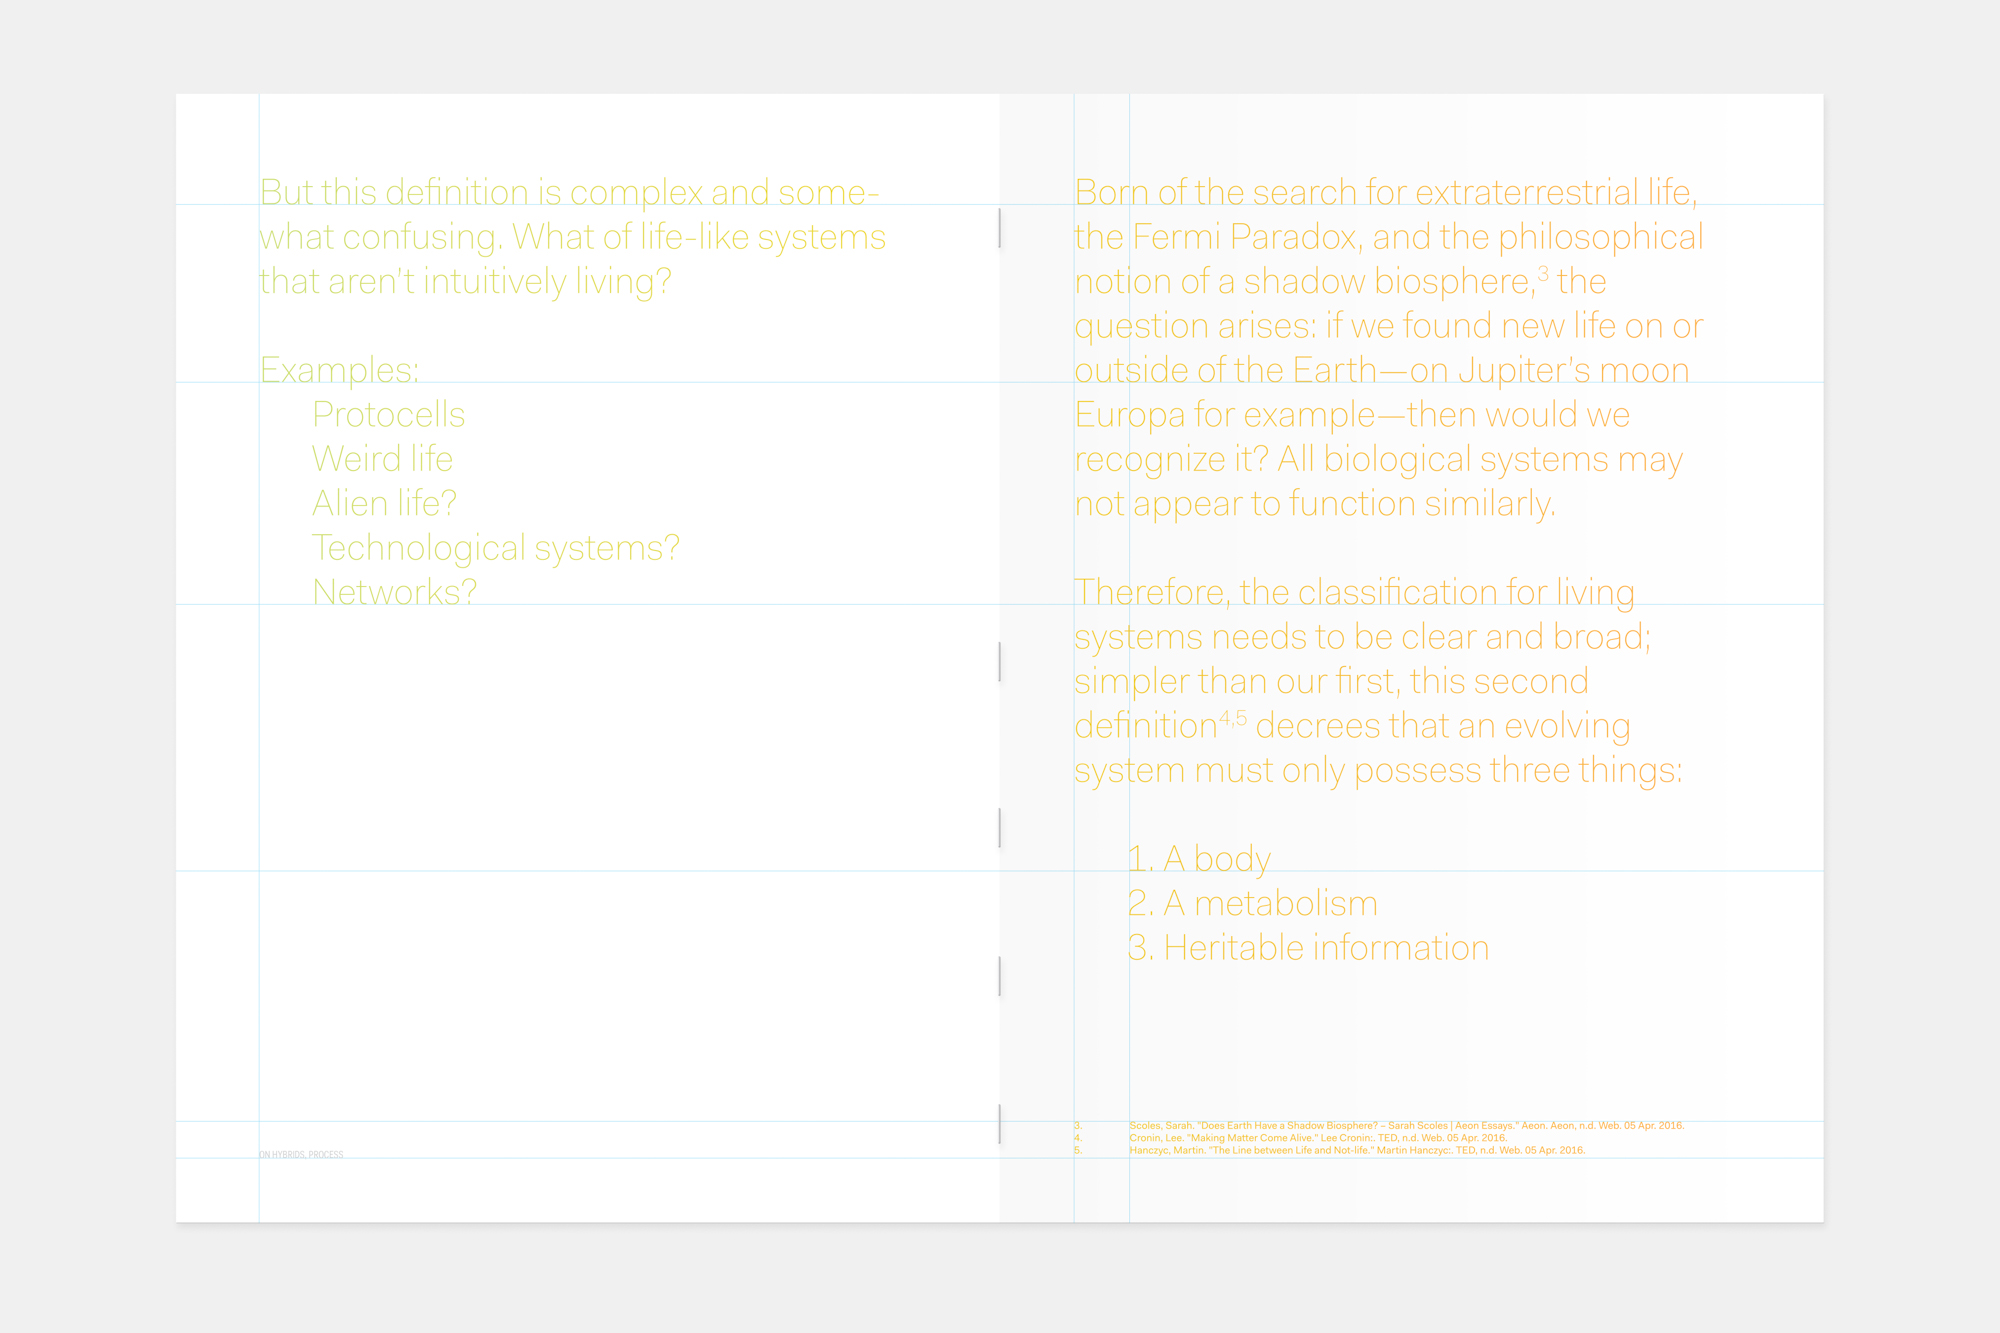 But this definition is complex and some-
what confusing. What of life-like systems
that aren't intuitively living?
Examples:
Protocells
Weird life
Alien life?
Technological systems?
Networks?
ON HYBRIDS, PROCESS
Born of the search for extraterrestrial life,
the Fermi Paradox, and the philosophical
notion of a shadow biosphere,³ the
question arises: if we found new life on or
outside of the Earth—on Jupiter's moon
Europa for example—then would we
recognize it? All biological systems may
not appear to function similarly.
Therefore, the classification for living
systems needs to be clear and broad;
simpler than our first, this second
definition⁴,⁵ decrees that an evolving
system must only possess three things:
1. A body
2. A metabolism
3. Heritable information
3. Scoles, Sarah. "Does Earth Have a Shadow Biosphere? – Sarah Scoles | Aeon Essays." Aeon. Aeon, n.d. Web. 05 Apr. 2016.
4. Cronin, Lee. "Making Matter Come Alive." Lee Cronin:. TED, n.d. Web. 05 Apr. 2016.
5. Hanczyc, Martin. "The Line between Life and Not-life." Martin Hanczyc:. TED, n.d. Web. 05 Apr. 2016.